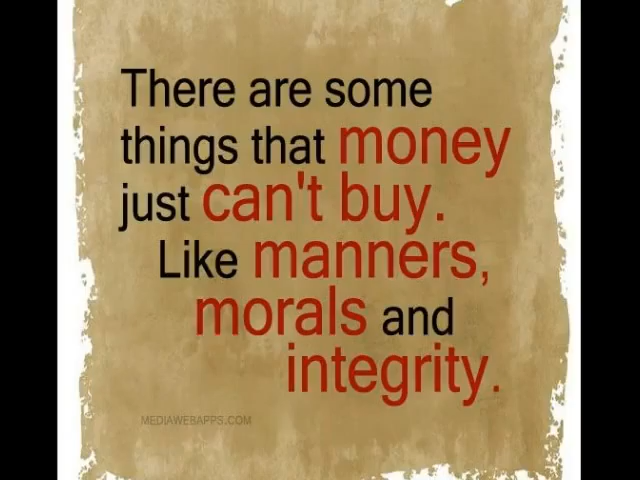 There are some
things that money
just can't buy.
Like manners,
morals and
integrity.
MEDIAWEBAPPS.COM